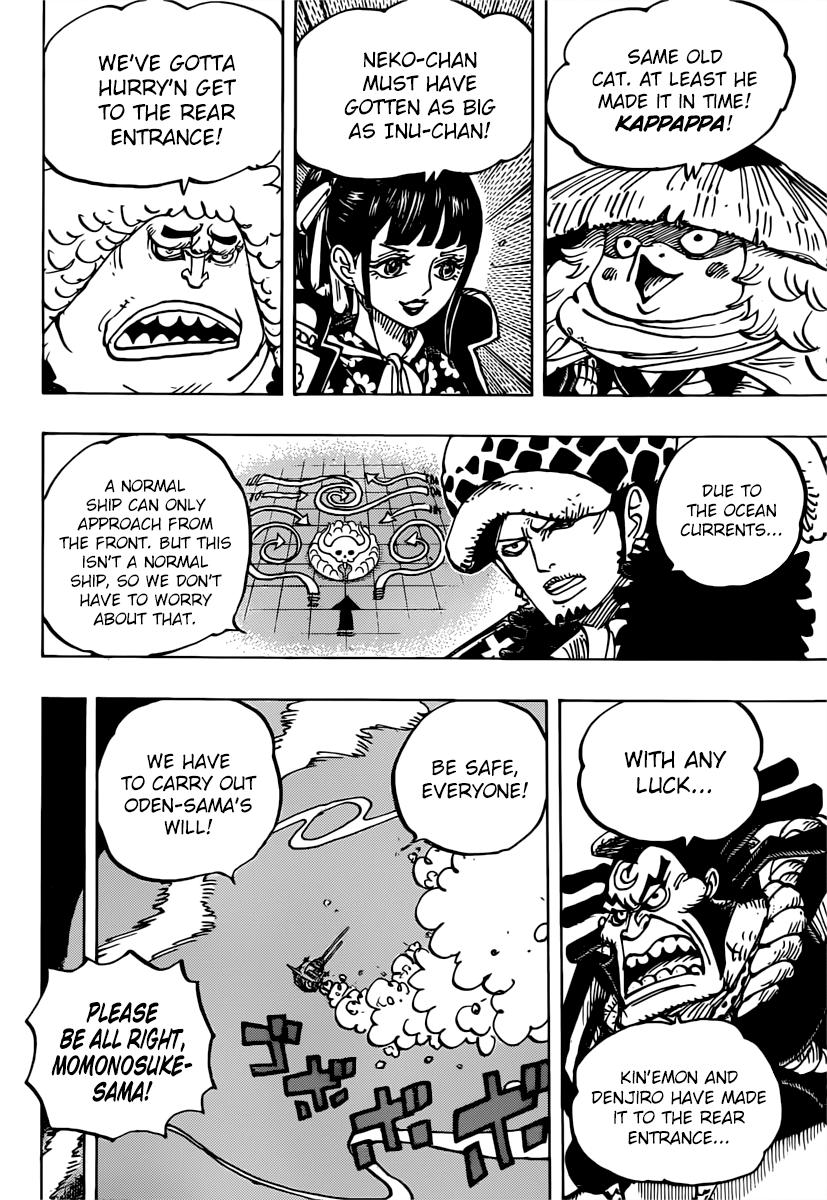 SAME OLD
CAT. AT LEAST HE
MADE IT IN TIME!
KAPPAPPA!
NEKO-CHAN
MUST HAVE
GOTTEN AS BIG
AS INU-CHAN!
WE'VE GOTTA
HURRY'N GET
TO THE REAR
ENTRANCE!
DUE TO
THE OCEAN
CURRENTS...
A NORMAL
SHIP CAN ONLY
APPROACH FROM
THE FRONT. BUT THIS
ISN'T A NORMAL
SHIP, SO WE DON'T
HAVE TO WORRY
ABOUT THAT.
WITH ANY
LUCK...
KIN'EMON AND
DENJIRO HAVE MADE
IT TO THE REAR
ENTRANCE...
BE SAFE,
EVERYONE!
WE HAVE
TO CARRY OUT
ODEN-SAMA'S
WILL!
ゴボボボ
PLEASE
BE ALL RIGHT,
MOMONOSUKE-
SAMA!